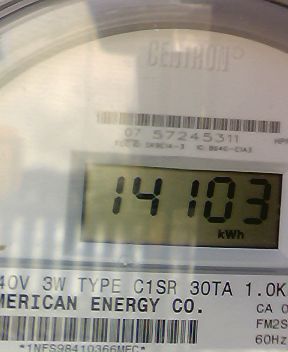 CENTRON®
07 57245311
14103
kWh
40V 3W TYPE C1SR 30TA 1.0K
MERICAN ENERGY CO.
CA 0
FM2S
60Hz
*1NFS98410366MEC*